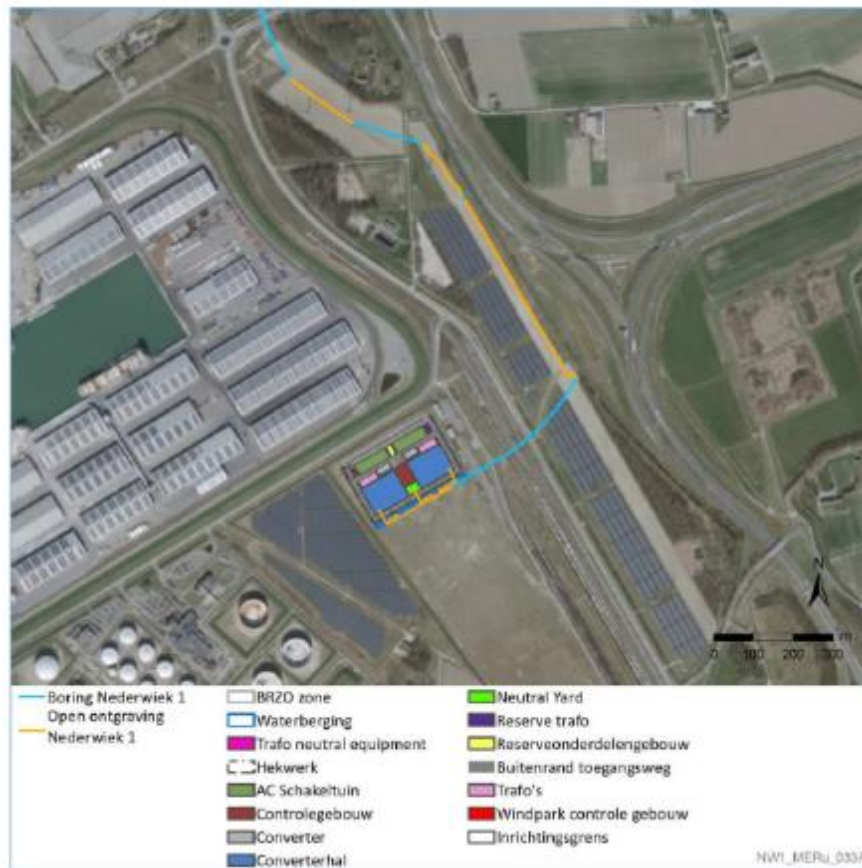 N
m
0 100 200 300
Boring Nederwiek 1
Open ontgraving
Nederwiek 1
BRZO zone
Waterberging
Trafo neutral equipment
Hekwerk
AC Schakeltuin
Controlegebouw
Converter
Converterhal
Neutral Yard
Reserve trafo
Reserveonderdelengebouw
Buitenrand toegangsweg
Trafo's
Windpark controle gebouw
Inrichtingsgrens